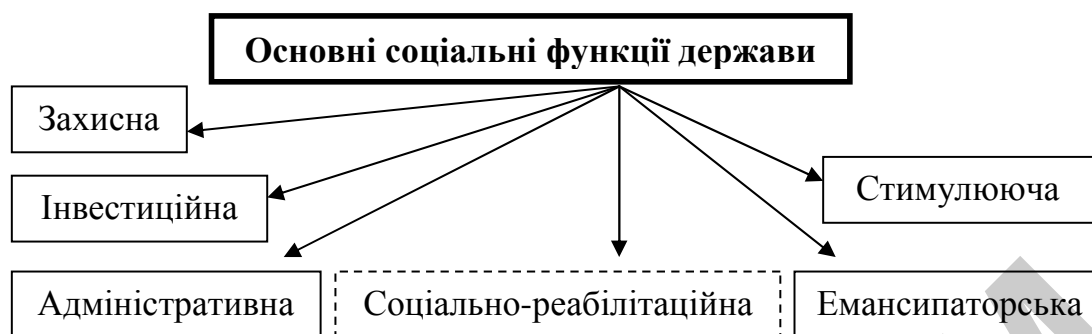 Основні соціальні функції держави
Захисна
Інвестиційна
Стимулююча
Адміністративна
Соціально-реабілітаційна
Емансипаторська